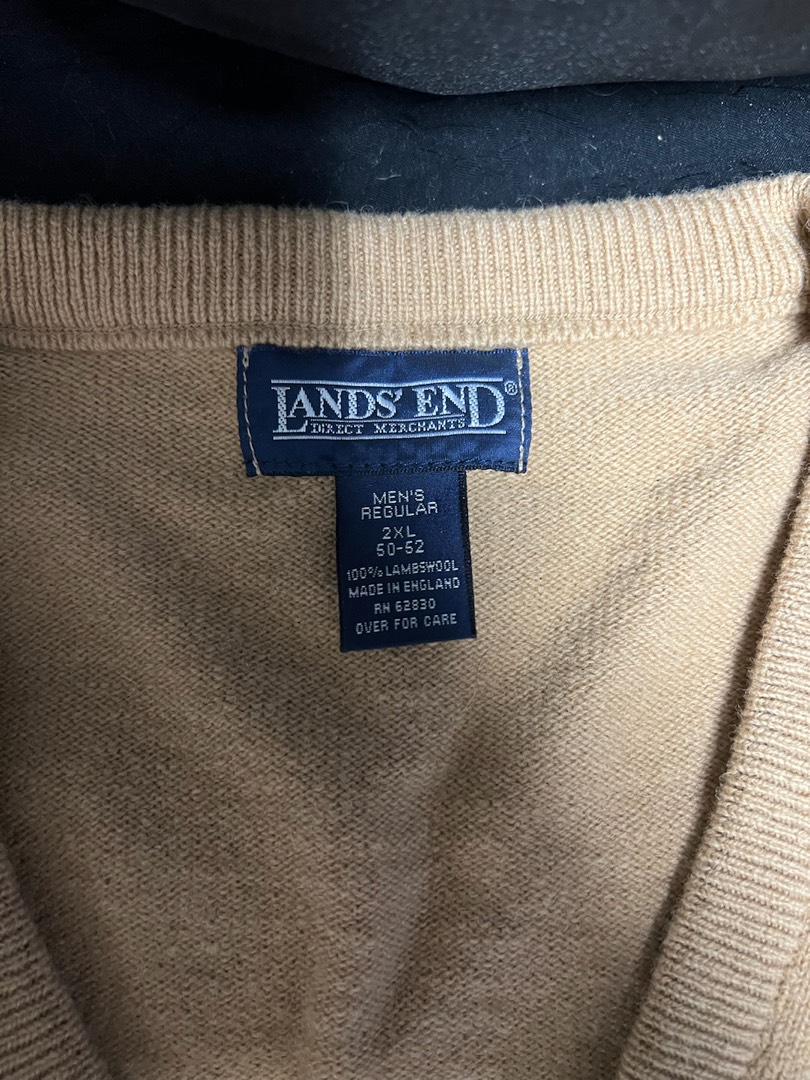 LANDS' END®
DIRECT MERCHANTS
MEN'S
REGULAR
2XL
50-52
100% LAMBSWOOL
MADE IN ENGLAND
RN 62830
OVER FOR CARE